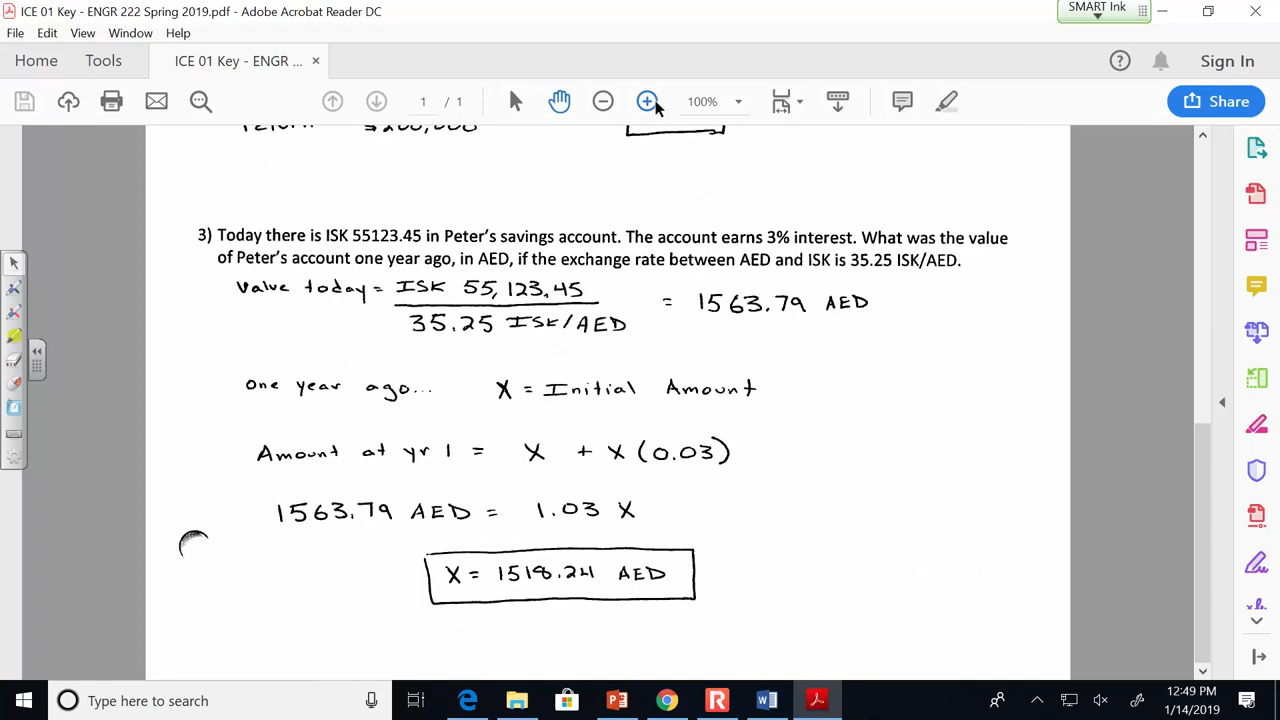 ICE 01 Key - ENGR 222 Spring 2019.pdf - Adobe Acrobat Reader DC
SMART Ink
File Edit View Window Help
Home Tools ICE 01 Key - ENGR ... × Sign In
1 / 1 100% Share
$200,000
3) Today there is ISK 55123.45 in Peter's savings account. The account earns 3% interest. What was the value
of Peter's account one year ago, in AED, if the exchange rate between AED and ISK is 35.25 ISK/AED.
Value today = ISK 55,123.45
35.25 ISK/AED
= 1563.79 AED
One year ago... X = Initial Amount
Amount at yr 1 = X + X (0.03)
1563.79 AED = 1.03 X
X = 1518.24 AED
Type here to search
12:49 PM
1/14/2019